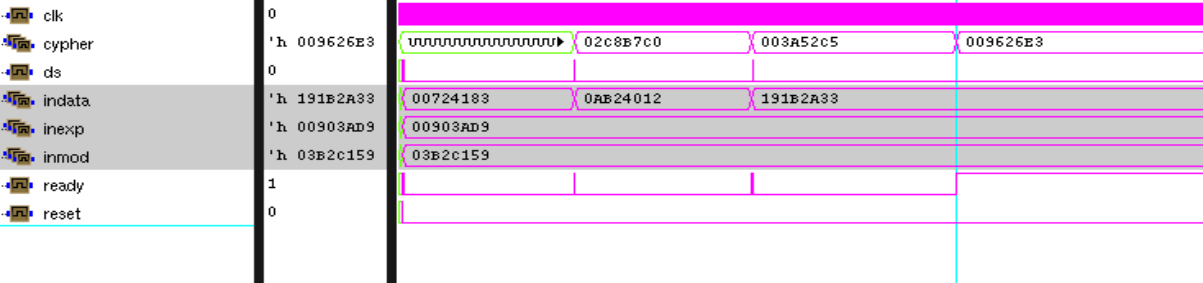 clk 0
cypher 'h 009626E3 uuuuuuuuuuuuuuuu 02C8B7C0 003A52C5 009626E3
ds 0
indata 'h 191B2A33 00724183 0AB24012 191B2A33
inexp 'h 00903AD9 00903AD9
inmod 'h 03B2C159 03B2C159
ready 1
reset 0